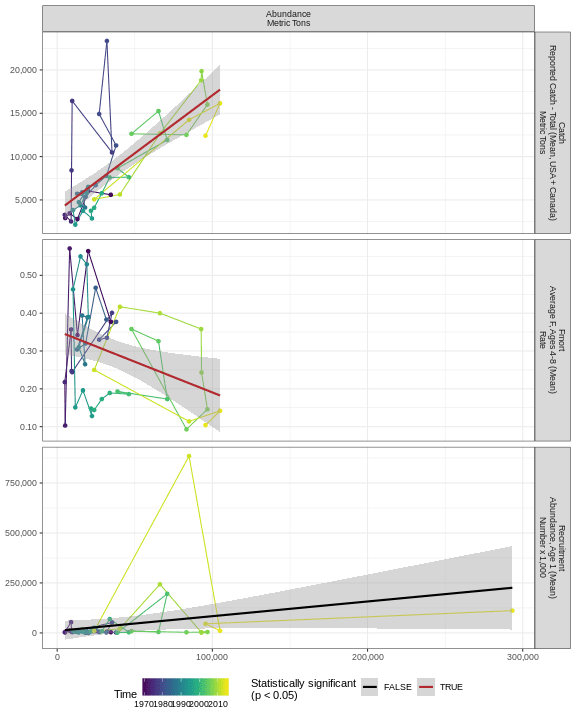 Abundance
Metric Tons
20,000
15,000
10,000
5,000
Catch
Reported Catch - Total (Mean, USA + Canada)
Metric Tons
0.50
0.40
0.30
0.20
0.10
Fmort
Average F, Ages 4-8 (Mean)
Rate
750,000
500,000
250,000
0
Recruitment
Abundance, Age 1 (Mean)
Number x 1,000
0 100,000 200,000 300,000
Time
1970 1980 1990 2000 2010
Statistically significant
(p < 0.05)
FALSE TRUE